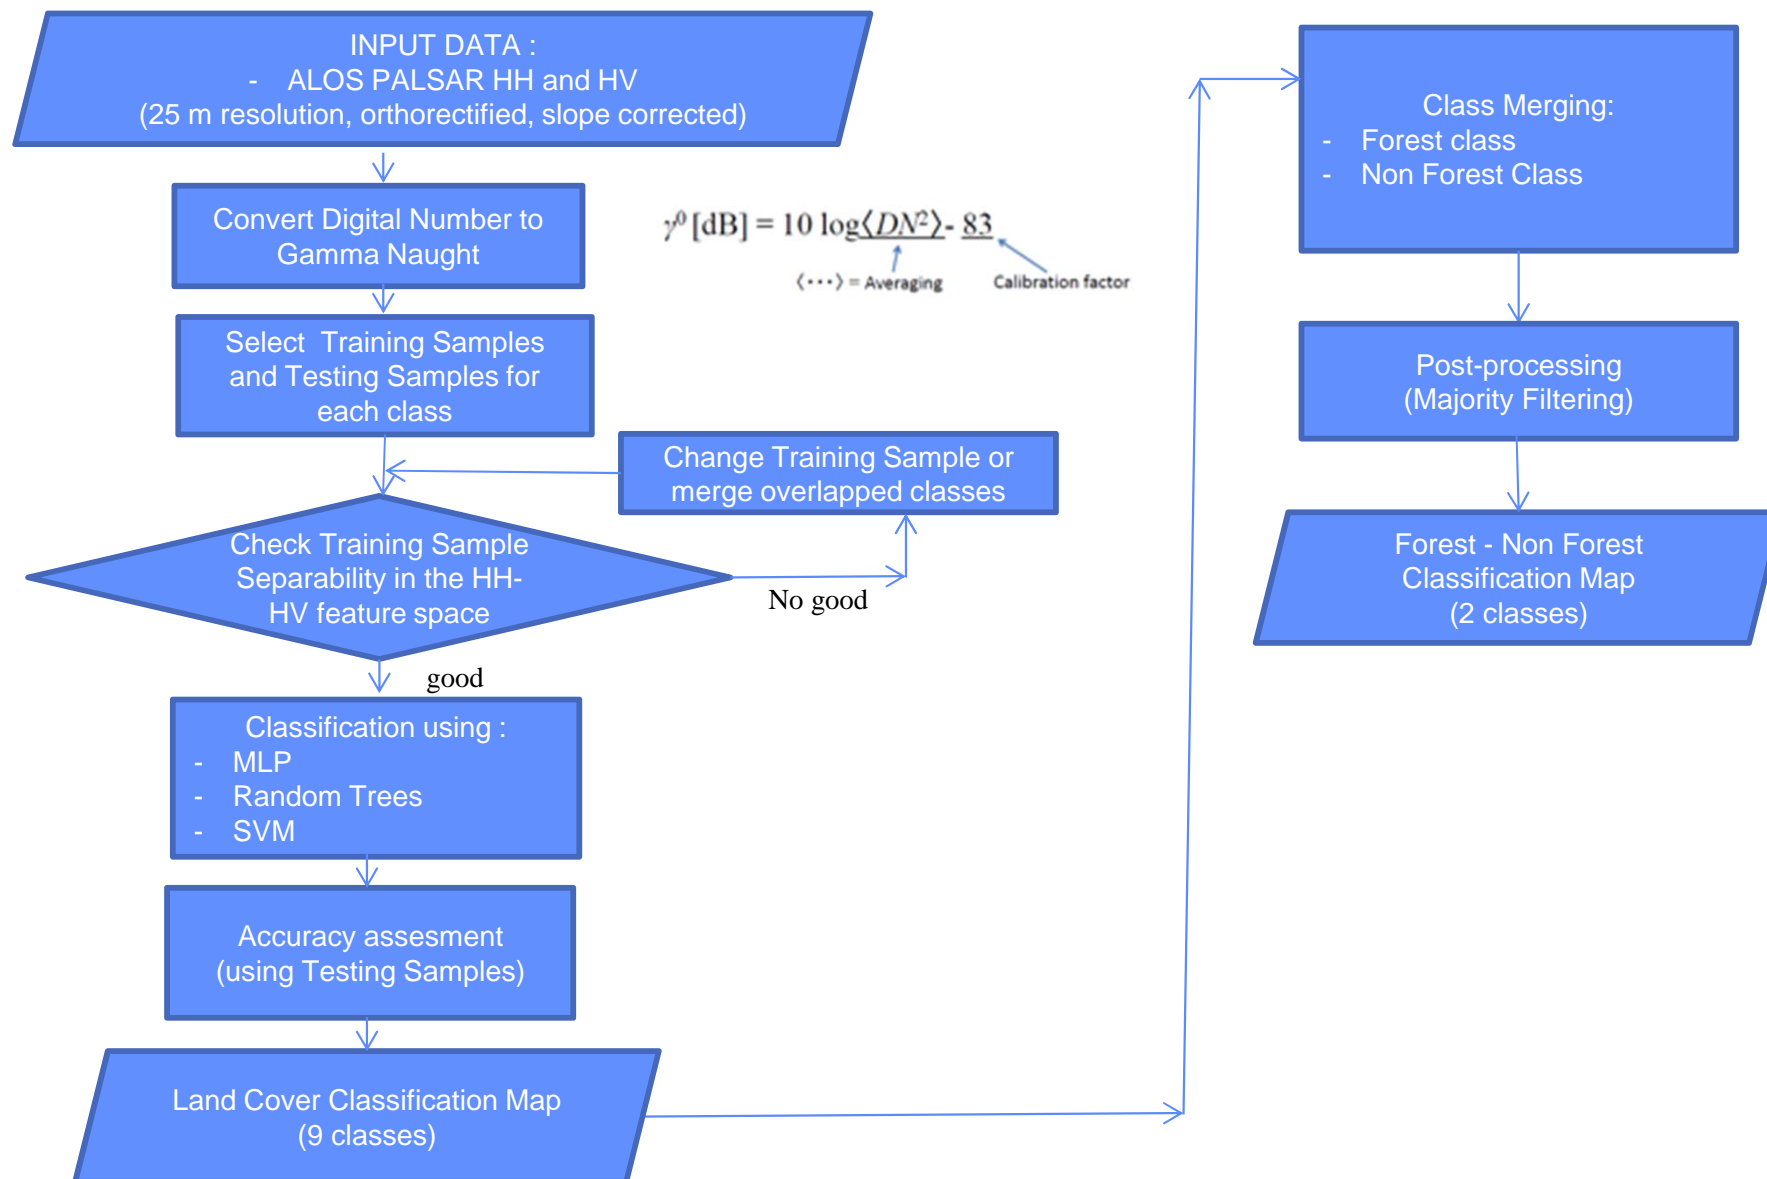 INPUT DATA :
- ALOS PALSAR HH and HV
(25 m resolution, orthorectified, slope corrected)
Convert Digital Number to
Gamma Naught
γ⁰ [dB] = 10 log⟨DN²⟩- 83
⟨···⟩ = Averaging
Calibration factor
Select Training Samples
and Testing Samples for
each class
Change Training Sample or
merge overlapped classes
Check Training Sample
Separability in the HH-
HV feature space
No good
good
Classification using :
- MLP
- Random Trees
- SVM
Accuracy assesment
(using Testing Samples)
Land Cover Classification Map
(9 classes)
Class Merging:
- Forest class
- Non Forest Class
Post-processing
(Majority Filtering)
Forest - Non Forest
Classification Map
(2 classes)